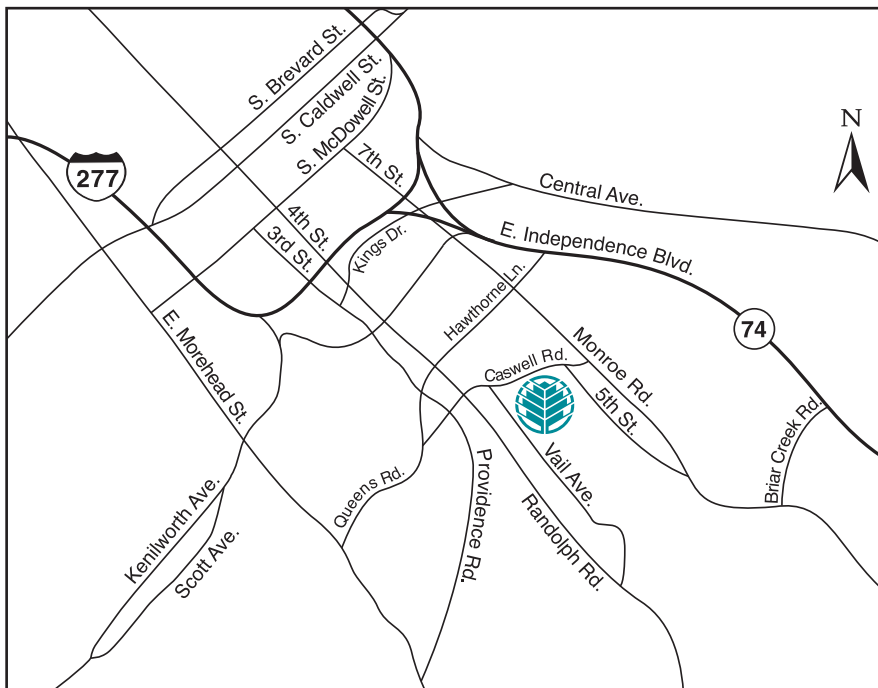 S. Brevard St.
S. Caldwell St.
S. McDowell St.
N
277
7th St.
Central Ave.
4th St.
3rd St.
Kings Dr.
E. Independence Blvd.
Hawthorne Ln.
74
E. Morehead St.
Monroe Rd.
Caswell Rd.
5th St.
Briar Creek Rd.
Queens Rd.
Providence Rd.
Vail Ave.
Randolph Rd.
Kenilworth Ave.
Scott Ave.